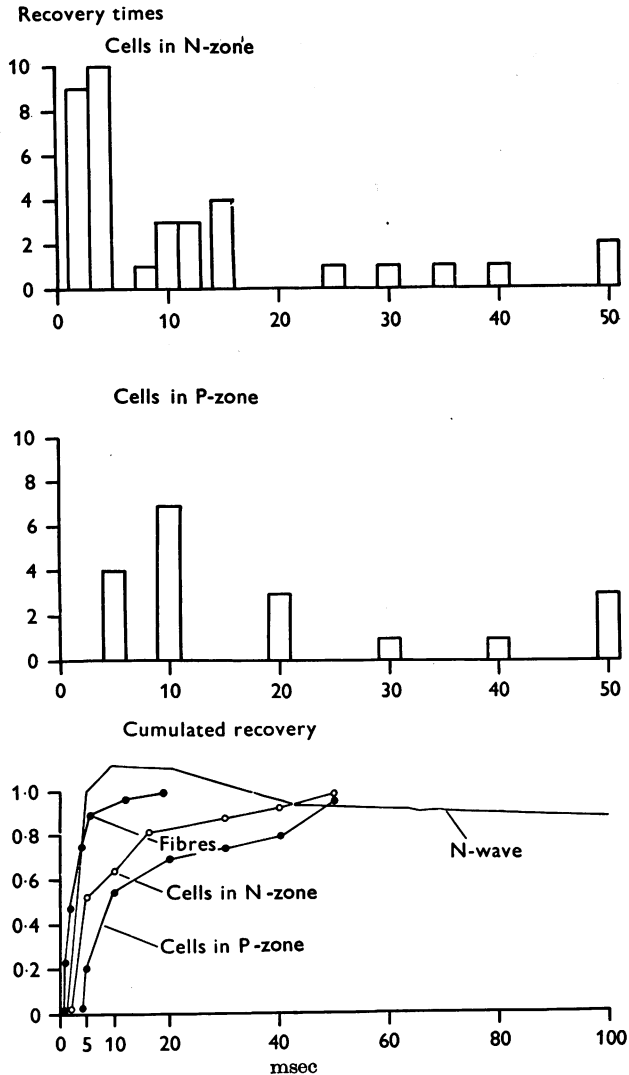 Recovery times
Cells in N-zone
10
8
6
4
2
0
0 10 20 30 40 50
Cells in P-zone
10
8
6
4
2
0
0 10 20 30 40 50
Cumulated recovery
1·0
0·8
0·6
0·4
0·2
0
Fibres
N-wave
Cells in N-zone
Cells in P-zone
0 5 10 20 40 60 80 100
msec